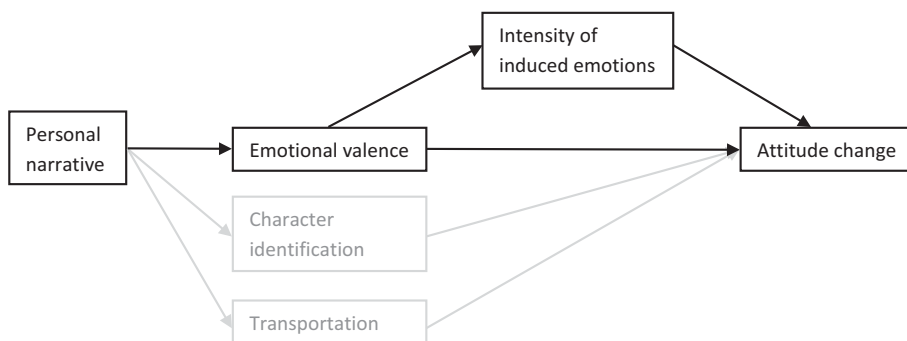 Intensity of
induced emotions
Personal
narrative
Emotional valence
Attitude change
Character
identification
Transportation